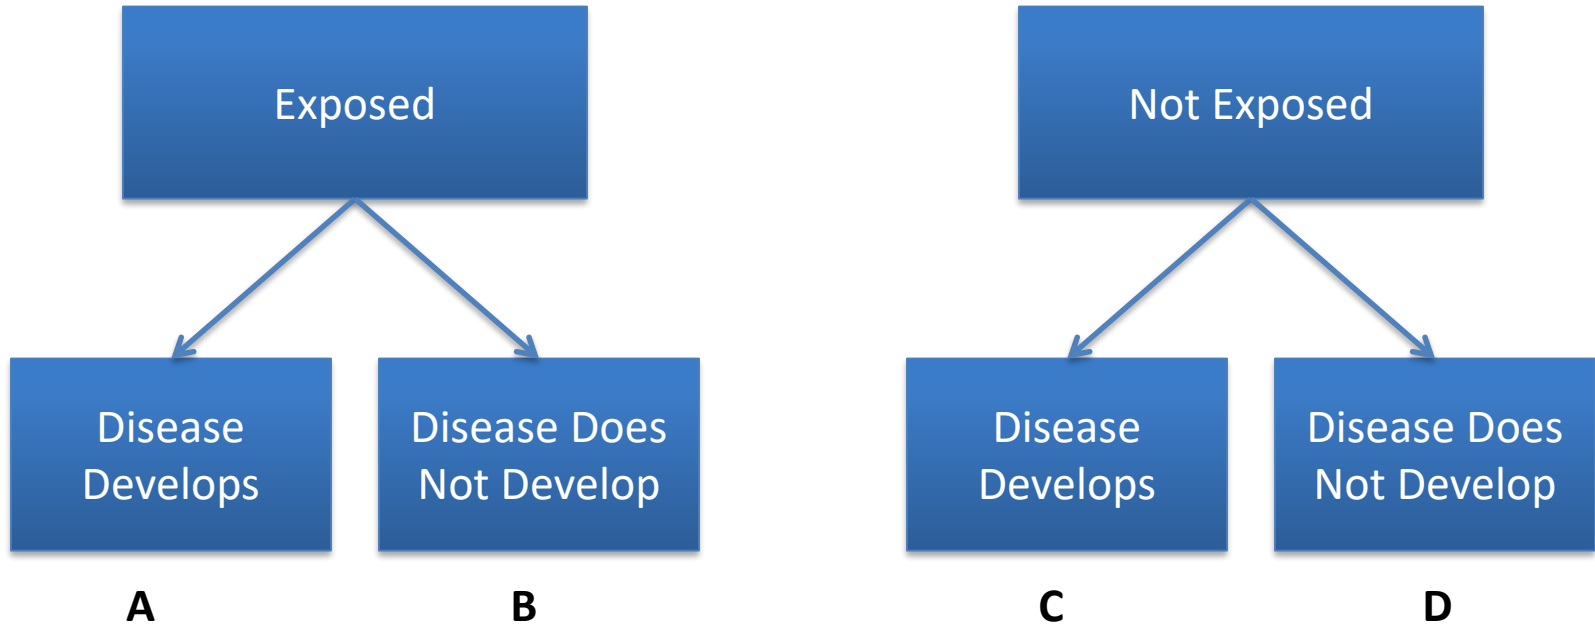 Exposed
Not Exposed
Disease
Develops
Disease Does
Not Develop
Disease
Develops
Disease Does
Not Develop
A
B
C
D